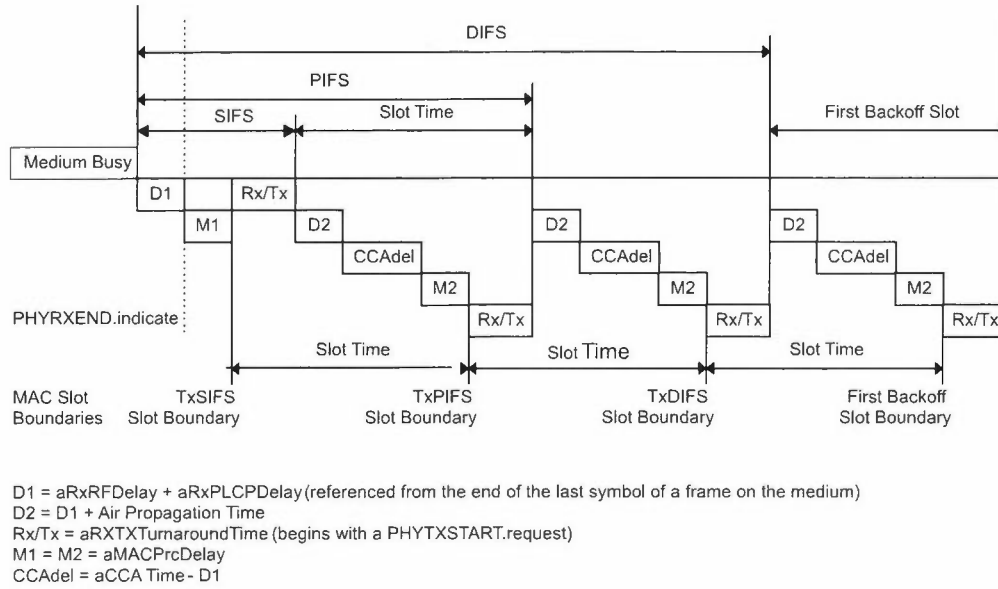 DIFS
PIFS
SIFS
Slot Time
First Backoff Slot
Medium Busy
D1
Rx/Tx
M1
D2
D2
D2
CCAdel
CCAdel
CCAdel
M2
M2
M2
PHYRXEND.indicate
Rx/Tx
Rx/Tx
Rx/Tx
Slot Time
Slot Time
Slot Time
MAC Slot
Boundaries
TxSIFS
Slot Boundary
TxPIFS
Slot Boundary
TxDIFS
Slot Boundary
First Backoff
Slot Boundary
D1 = aRxRFDelay + aRxPLCPDelay (referenced from the end of the last symbol of a frame on the medium)
D2 = D1 + Air Propagation Time
Rx/Tx = aRXTXTurnaroundTime (begins with a PHYTXSTART.request)
M1 = M2 = aMACPrcDelay
CCAdel = aCCA Time - D1